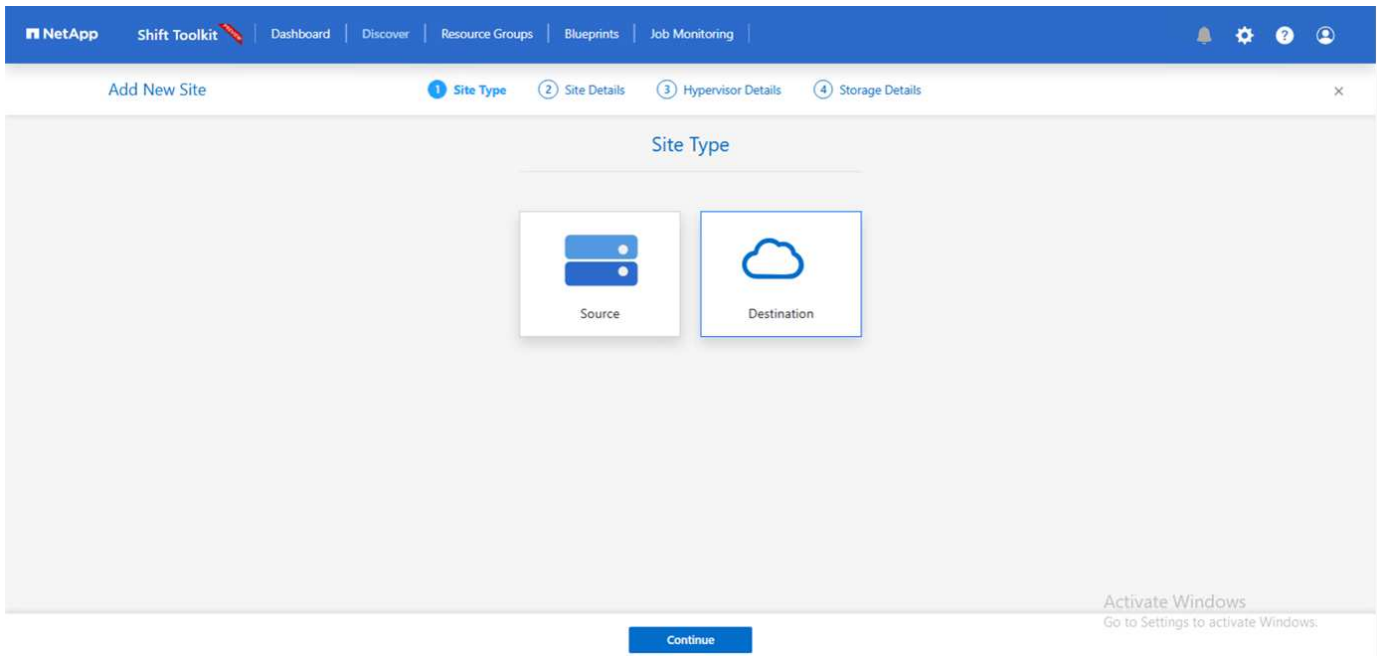 NetApp Shift Toolkit PREVIEW Dashboard Discover Resource Groups Blueprints Job Monitoring ?
Add New Site 1 Site Type 2 Site Details 3 Hypervisor Details 4 Storage Details ×
Site Type
Source Destination
Activate Windows
Go to Settings to activate Windows.
Continue